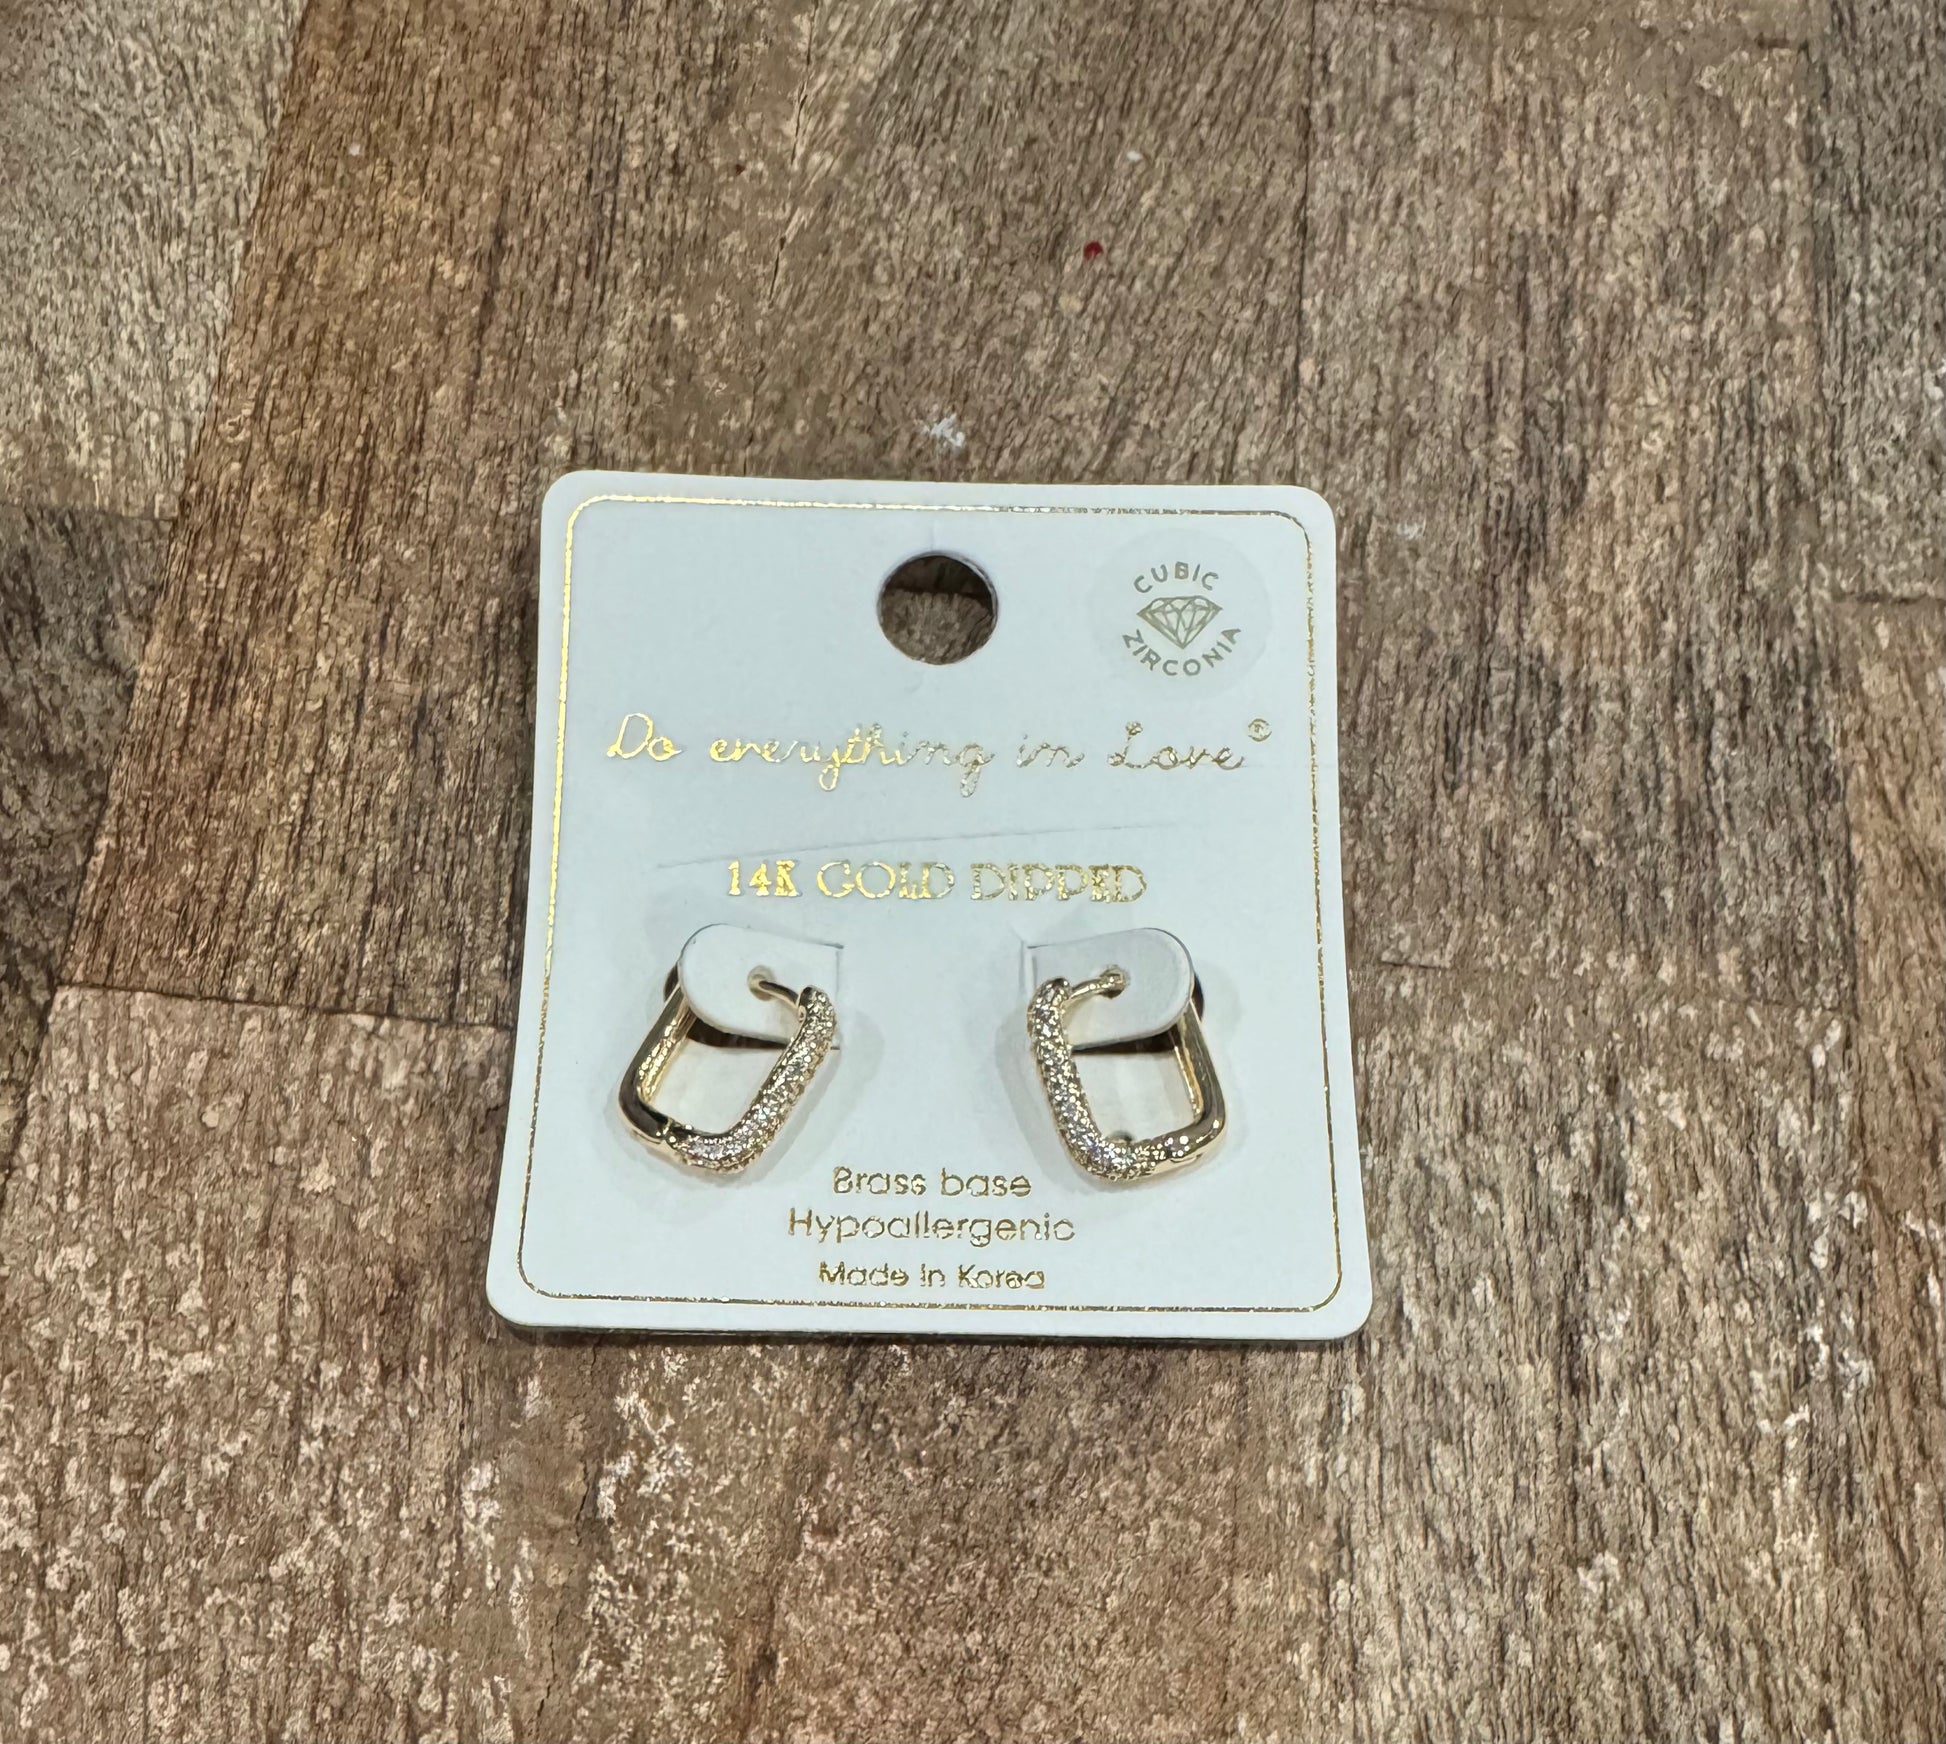 CUBIC
ZIRCONIA
Do everything in Love®
14K GOLD DIPPED
Brass base
Hypoallergenic
Made In Korea